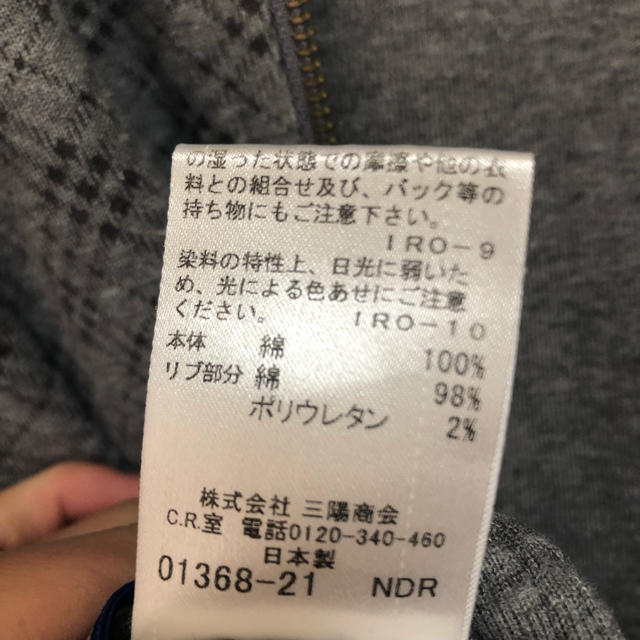 の湿った状態での摩擦や他の衣
料との組合せ及び、バック等の
持ち物にもご注意下さい。
IRO-9
染料の特性上、日光に弱いた
め、光による色あせにご注意
ください。 IRO-10
本体 綿 100%
リブ部分 綿 98%
ポリウレタン 2%
株式会社 三陽商会
C.R.室 電話0120-340-460
日本製
01368-21 NDR